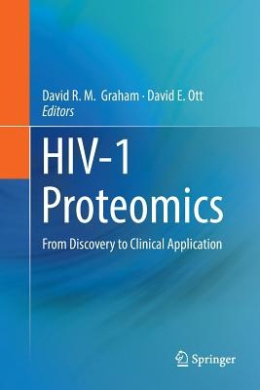 David R. M. Graham · David E. Ott
Editors
HIV-1
Proteomics
From Discovery to Clinical Application
Springer